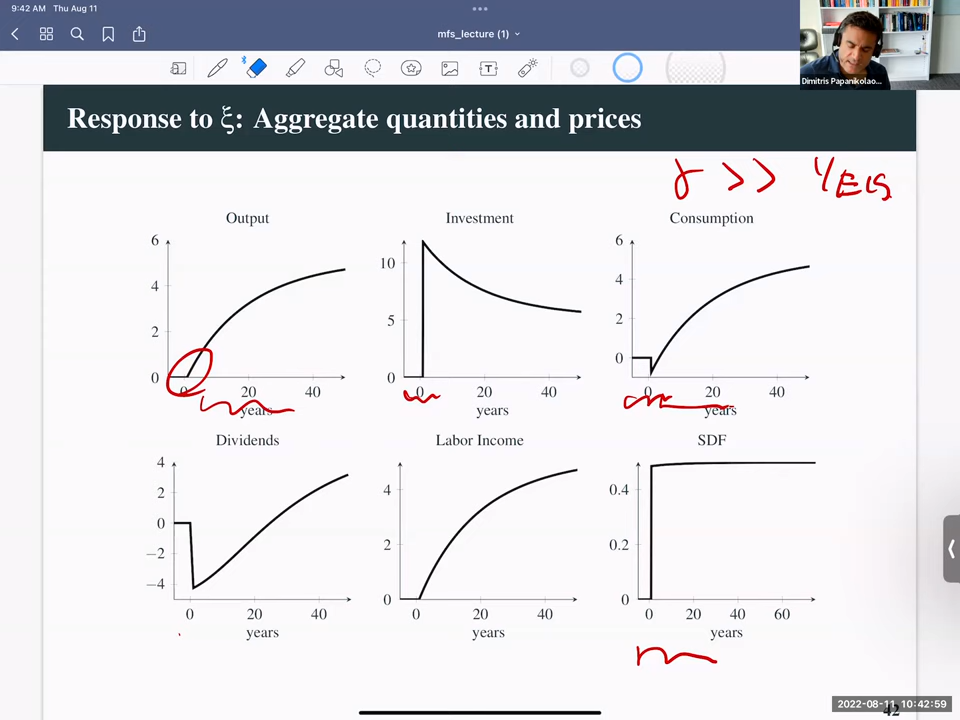 9:42 AM Thu Aug 11
mfs_lecture (1)
Dimitris Papanikolao...
Response to ξ: Aggregate quantities and prices
γ >> 1/EIS
Output
6
4
2
0
0
20
40
years
Investment
10
5
0
0
20
40
years
Consumption
6
4
2
0
0
20
40
years
Dividends
4
2
0
−2
−4
0
20
40
years
Labor Income
4
2
0
0
20
40
years
SDF
0.4
0.2
0
0
20
40
60
years
2022-08-11 10:42:59
42